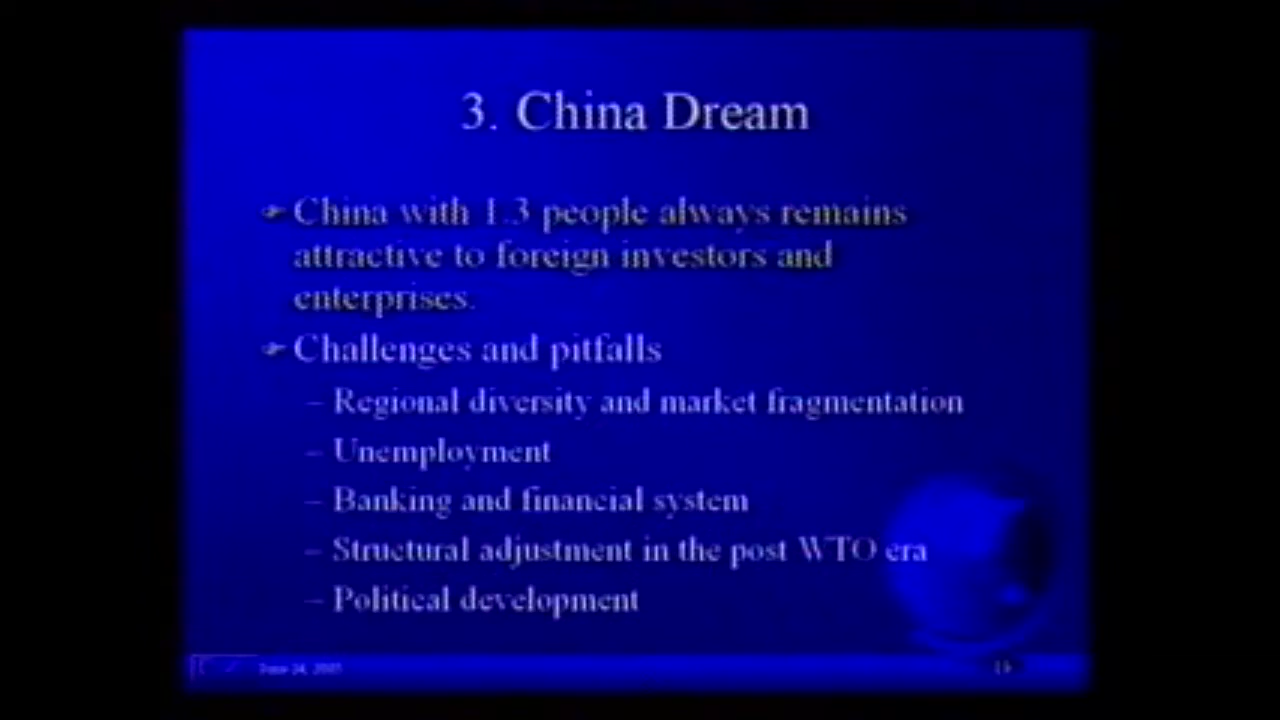 3. China Dream
China with 1.3 people always remains
attractive to foreign investors and
enterprises.
Challenges and pitfalls
– Regional diversity and market fragmentation
– Unemployment
– Banking and financial system
– Structural adjustment in the post WTO era
– Political development
19